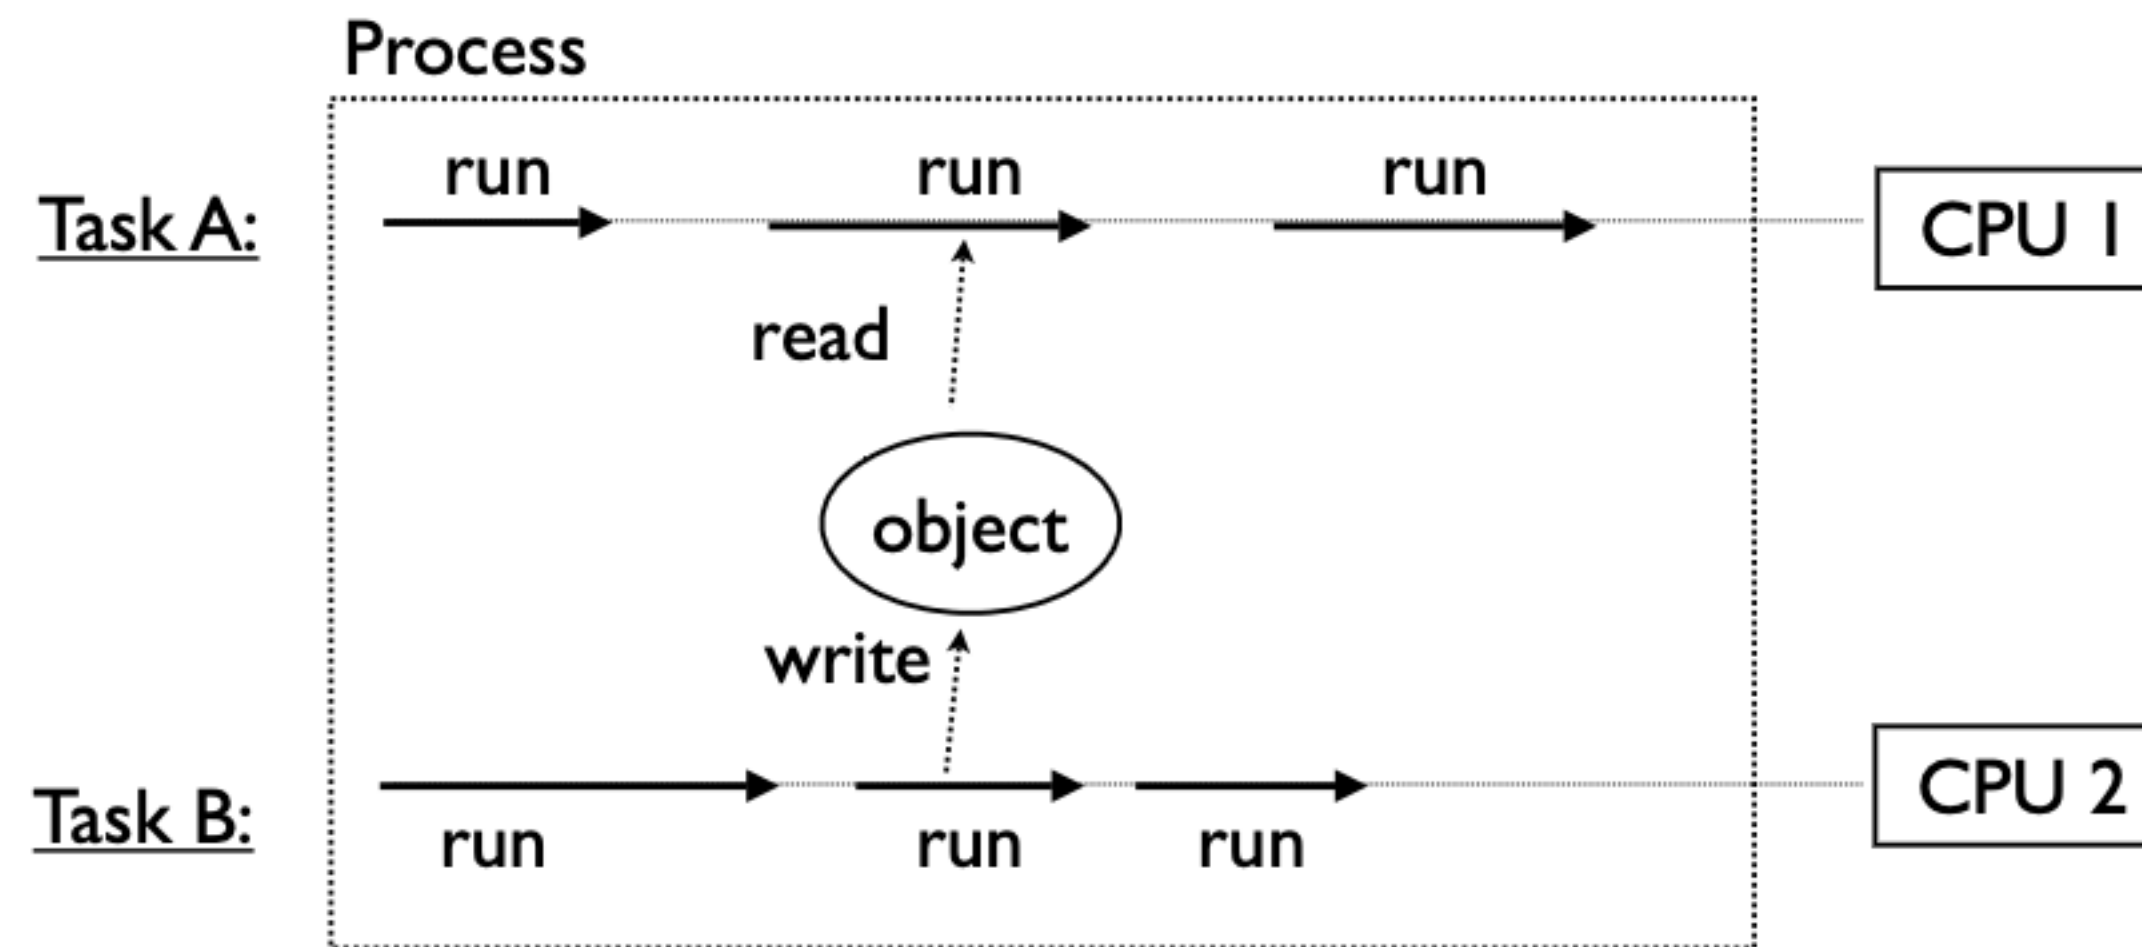 Process
run run run
Task A: CPU 1
read
object
write
CPU 2
Task B:
run run run